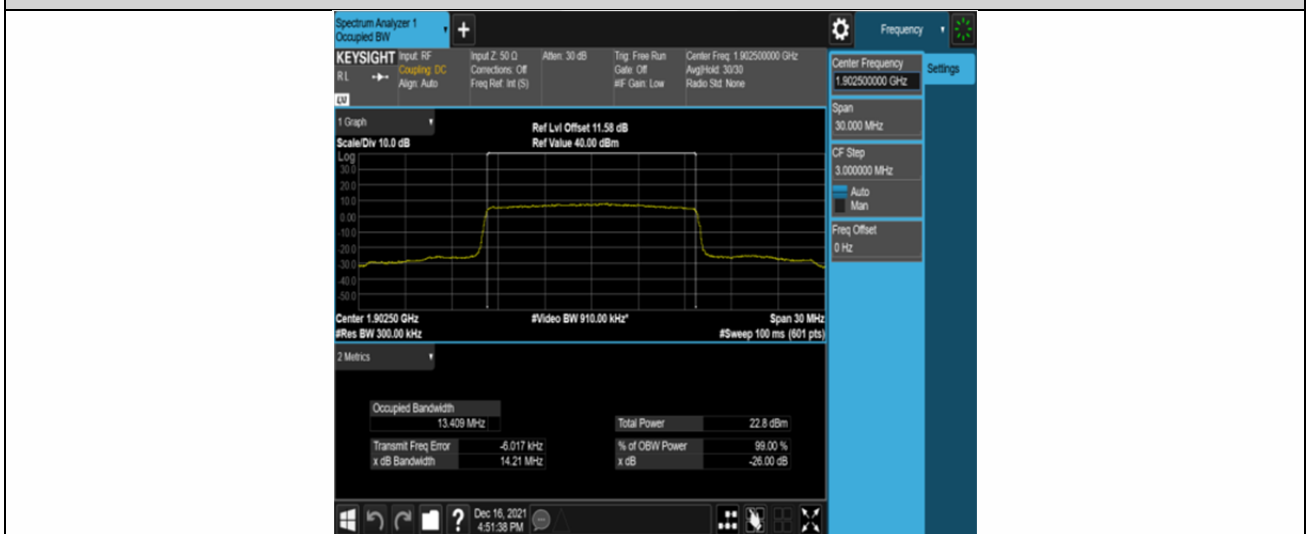 Spectrum Analyzer 1
Occupied BW
+
Frequency
KEYSIGHT Input: RF
R L
Coupling: DC
Align: Auto
LXI
Input Z: 50 Ω
Corrections: Off
Freq Ref: Int (S)
Atten: 30 dB
Trig: Free Run
Gate: Off
#IF Gain: Low
Center Freq: 1.902500000 GHz
Avg|Hold: 30/30
Radio Std: None
Center Frequency
1.902500000 GHz
Settings
Span
30.000 MHz
CF Step
3.000000 MHz
Auto
Man
Freq Offset
0 Hz
1 Graph
Scale/Div 10.0 dB
Ref Lvl Offset 11.58 dB
Ref Value 40.00 dBm
Log
30.0
20.0
10.0
0.00
-10.0
-20.0
-30.0
-40.0
-50.0
Center 1.90250 GHz
#Video BW 910.00 kHz*
Span 30 MHz
#Res BW 300.00 kHz
#Sweep 100 ms (601 pts)
2 Metrics
Occupied Bandwidth
13.409 MHz
Total Power 22.8 dBm
Transmit Freq Error -6.017 kHz
% of OBW Power 99.00 %
x dB Bandwidth 14.21 MHz
x dB -26.00 dB
?
Dec 16, 2021
4:51:38 PM